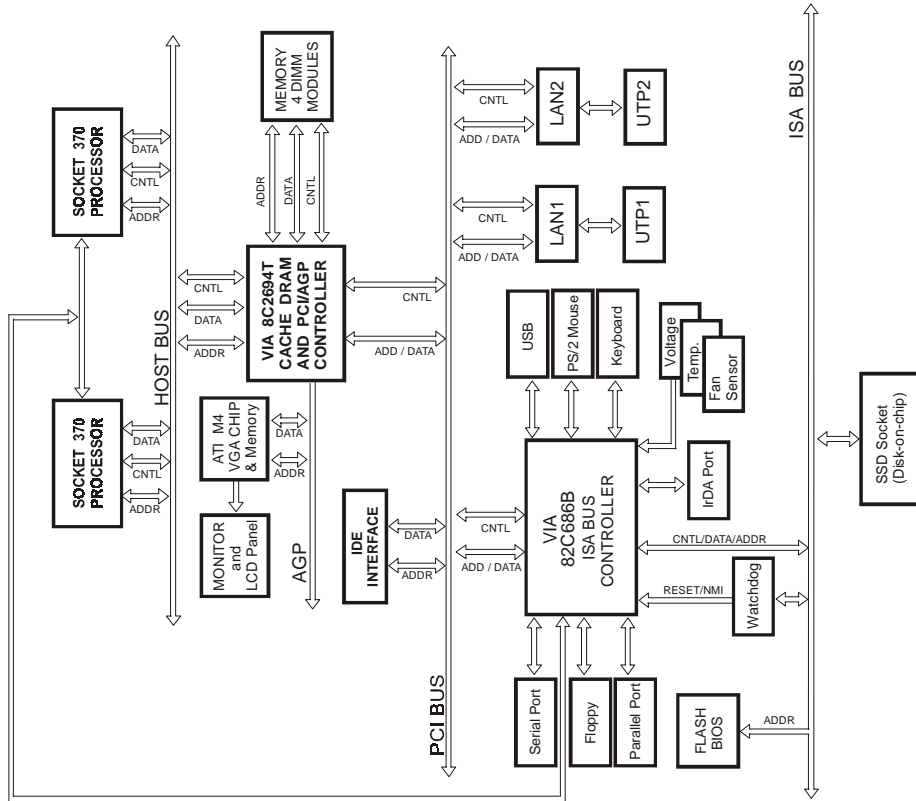 SOCKET 370
PROCESSOR
DATA
CNTL
ADDR
SOCKET 370
PROCESSOR
DATA
CNTL
ADDR
HOST BUS
MEMORY
4 DIMM
MODULES
ADDR
DATA
CNTL
VIA 8C2694T
CACHE DRAM
AND PCI/AGP
CONTROLLER
CNTL
DATA
ADDR
CNTL
ADD / DATA
ATI M4
VGA CHIP
& Memory
DATA
ADDR
MONITOR
and
LCD Panel
AGP
IDE
INTERFACE
DATA
ADDR
PCI BUS
CNTL
ADD / DATA
LAN2
UTP2
CNTL
ADD / DATA
LAN1
UTP1
USB
PS/2 Mouse
Keyboard
Voltage
Temp.
Fan
Sensor
CNTL
ADD / DATA
VIA
82C686B
ISA BUS
CONTROLLER
IrDA Port
CNTL/DATA/ADDR
RESET/NMI
Watchdog
Serial Port
Floppy
Parallel Port
FLASH
BIOS
ADDR
ISA BUS
SSD Socket
(Disk-on-chip)